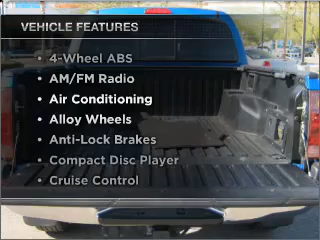 VEHICLE FEATURES
• 4-Wheel ABS
• AM/FM Radio
• Air Conditioning
• Alloy Wheels
• Anti-Lock Brakes
• Compact Disc Player
• Cruise Control